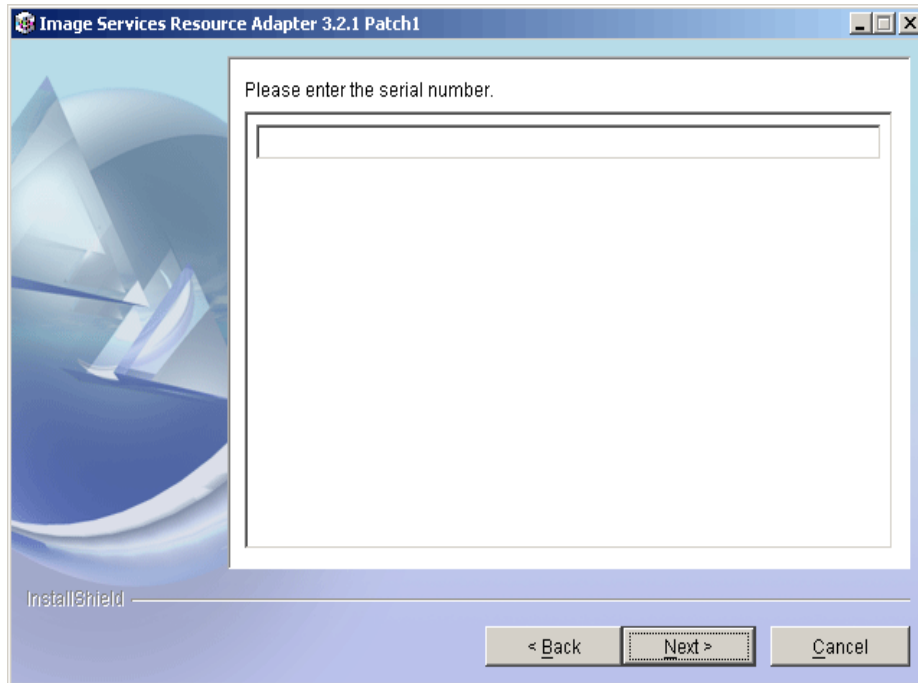 Image Services Resource Adapter 3.2.1 Patch1
Please enter the serial number.
InstallShield
< Back
Next >
Cancel